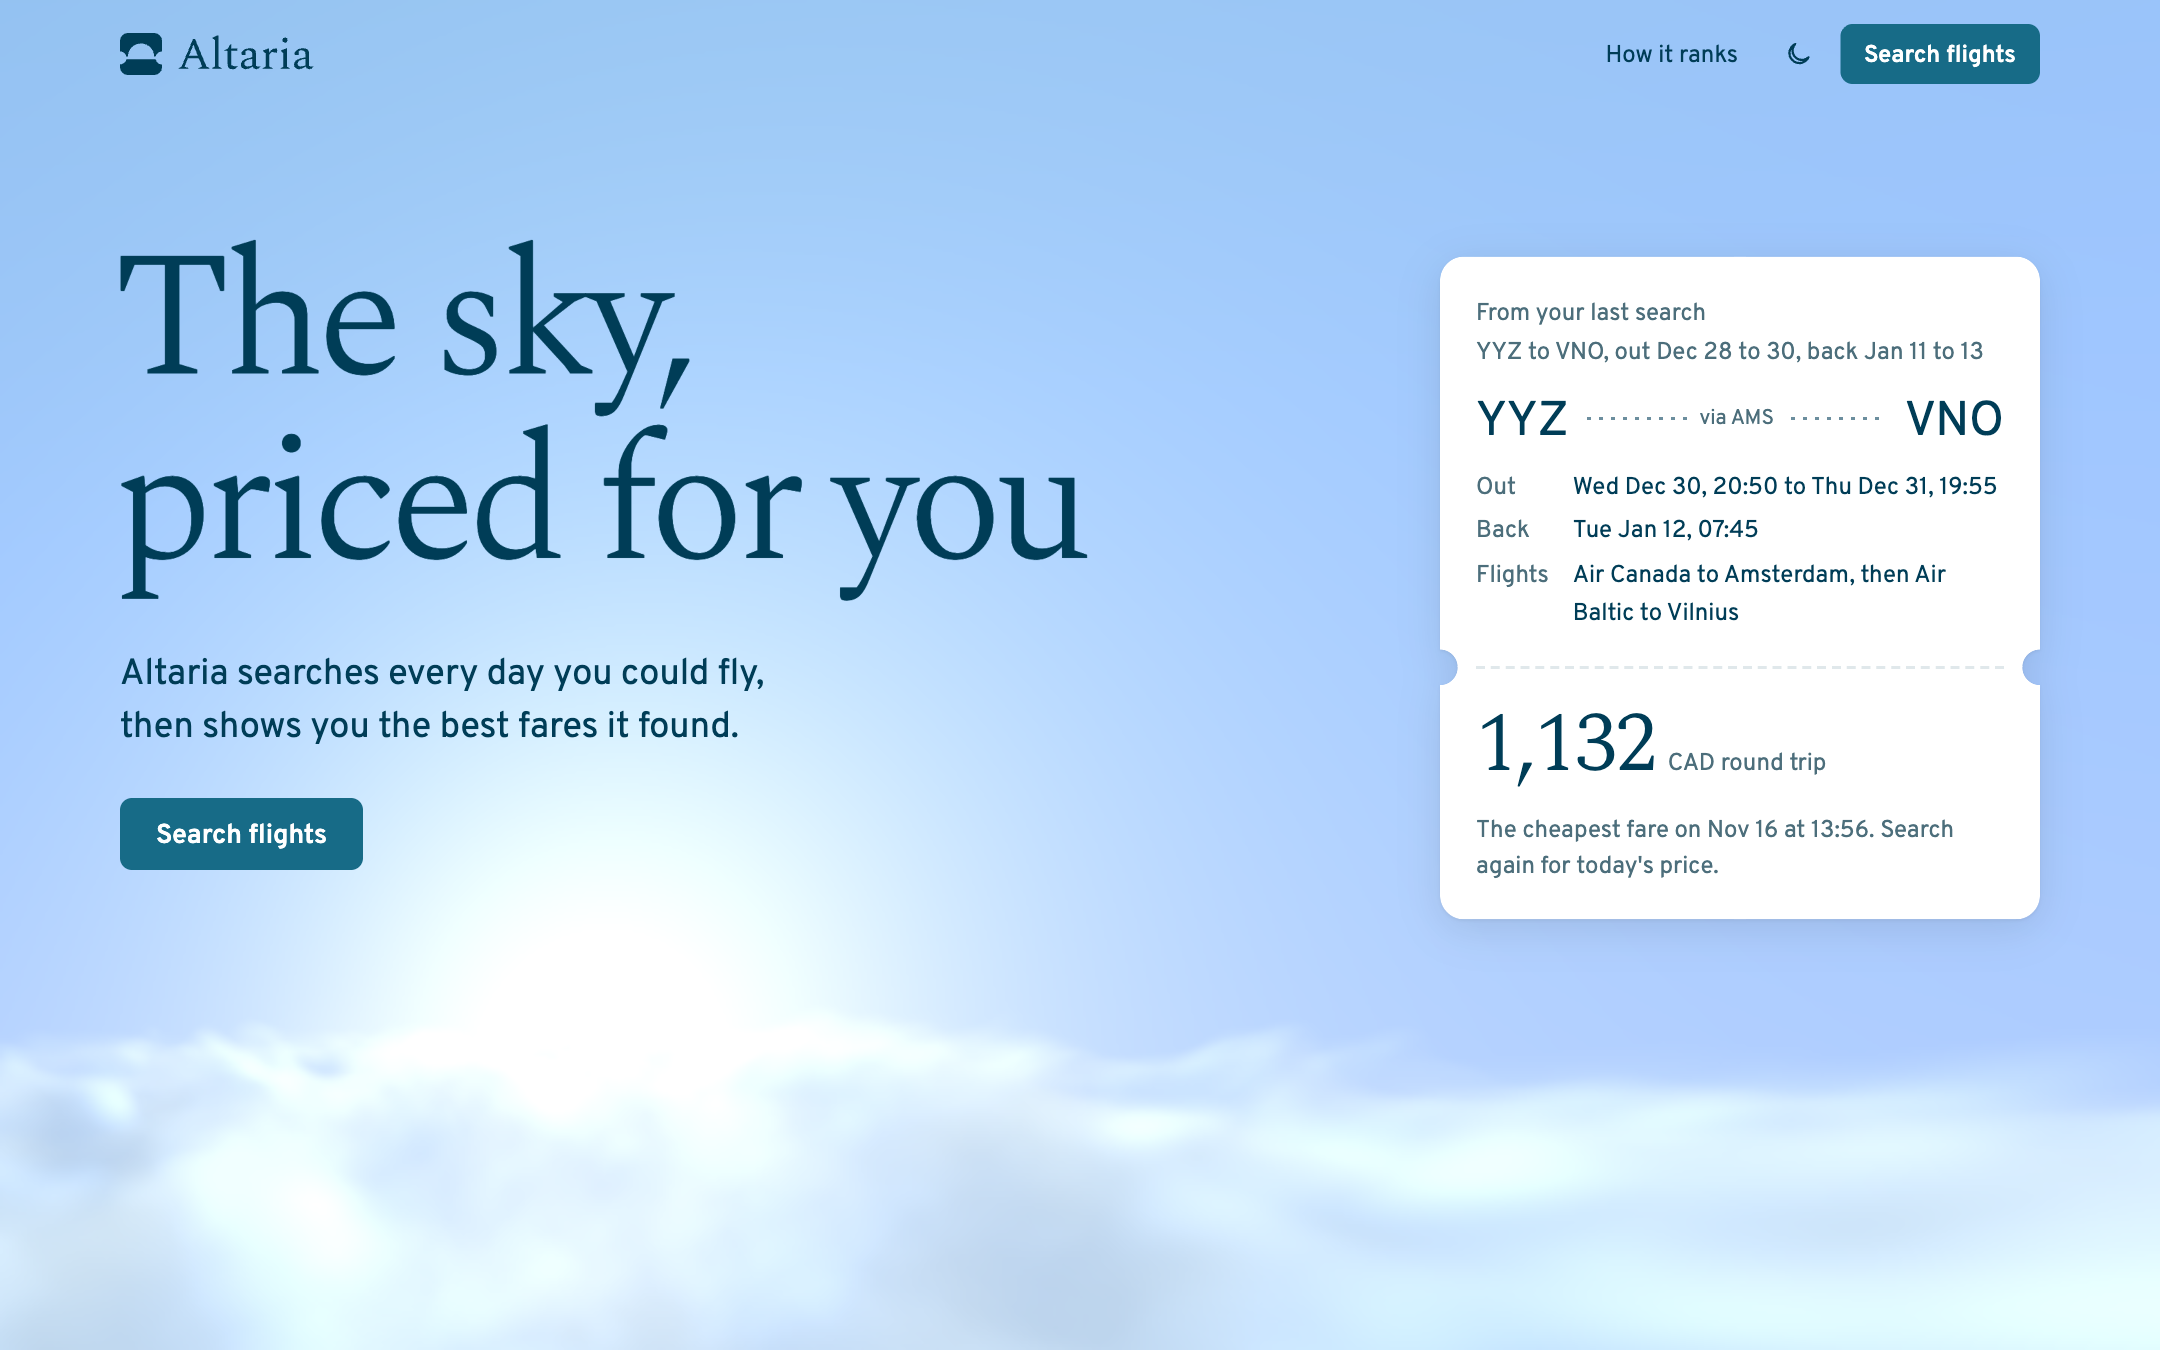 Altaria
How it ranks
Search flights
The sky,
priced for you
Altaria searches every day you could fly,
then shows you the best fares it found.
Search flights
From your last search
YYZ to VNO, out Dec 28 to 30, back Jan 11 to 13
YYZ via AMS VNO
Out Wed Dec 30, 20:50 to Thu Dec 31, 19:55
Back Tue Jan 12, 07:45
Flights Air Canada to Amsterdam, then Air
Baltic to Vilnius
1,132 CAD round trip
The cheapest fare on Nov 16 at 13:56. Search
again for today's price.